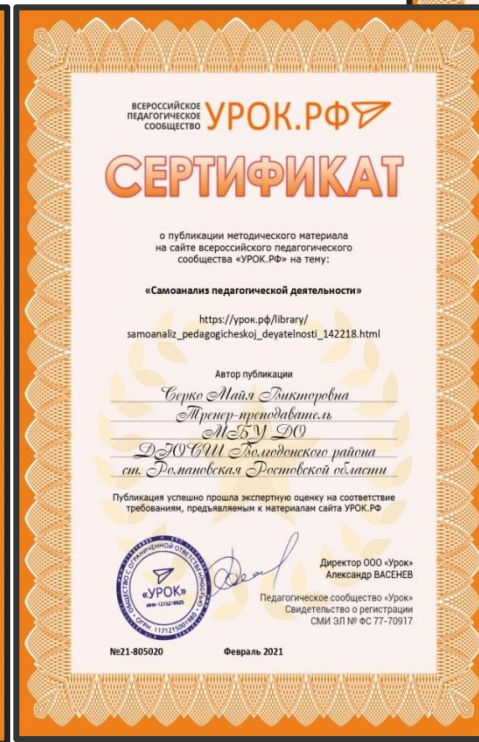 ВСЕРОССИЙСКОЕ
ПЕДАГОГИЧЕСКОЕ
СООБЩЕСТВО УРОК.РФ
СЕРТИФИКАТ
о публикации методического материала
на сайте всероссийского педагогического
сообщества «УРОК.РФ» на тему:
«Самоанализ педагогической деятельности»
https://урок.рф/library/
samoanaliz_pedagogicheskoj_deyatelnosti_142218.html
Автор публикации
Серко Майя Викторовна
Тренер-преподаватель
МБУ ДО
ДЮСШ Волгодонского района
ст. Романовская Ростовской области
Публикация успешно прошла экспертную оценку на соответствие
требованиям, предъявляемым к материалам сайта УРОК.РФ
ОБЩЕСТВО С ОГРАНИЧЕННОЙ ОТВЕТСТВЕННОСТЬЮ
«УРОК»
Директор ООО «Урок»
Александр ВАСЕНЕВ
Педагогическое сообщество «Урок»
Свидетельство о регистрации
СМИ ЭЛ № ФС 77-70917
№21-805020 Февраль 2021